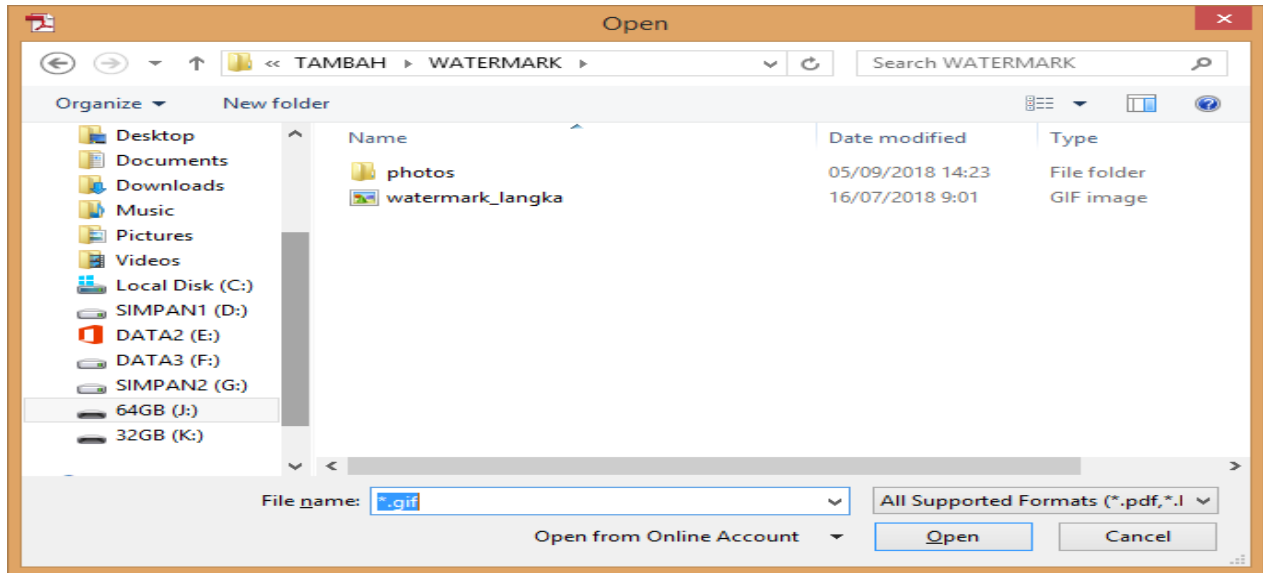 Open
« TAMBAH WATERMARK
Search WATERMARK
Organize
New folder
Name
Date modified
Type
Desktop
Documents
Downloads
Music
Pictures
Videos
Local Disk (C:)
SIMPAN1 (D:)
DATA2 (E:)
DATA3 (F:)
SIMPAN2 (G:)
64GB (J:)
32GB (K:)
photos
05/09/2018 14:23
File folder
watermark_langka
16/07/2018 9:01
GIF image
File name:
*.gif
All Supported Formats (*.pdf,*.l
Open from Online Account
Open
Cancel